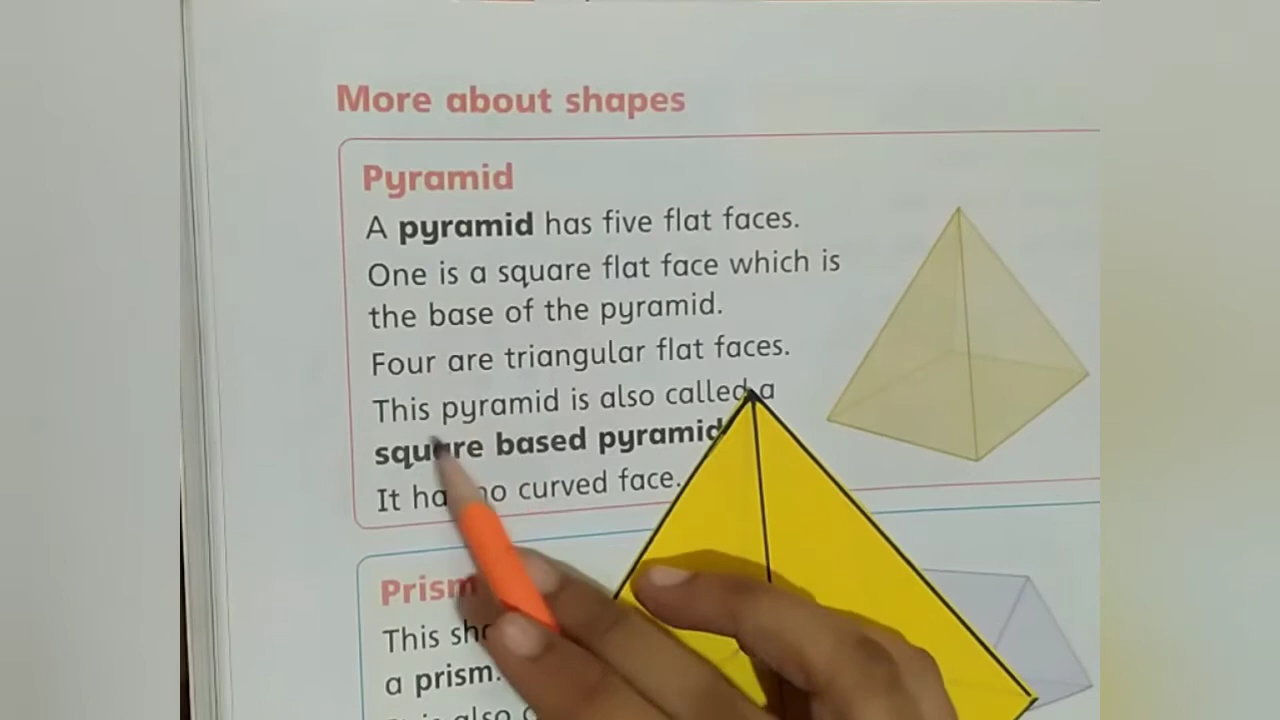 More about shapes
Pyramid
A pyramid has five flat faces.
One is a square flat face which is
the base of the pyramid.
Four are triangular flat faces.
This pyramid is also called a
square based pyramid
It has no curved face.
Prism
This
a prism.
is also